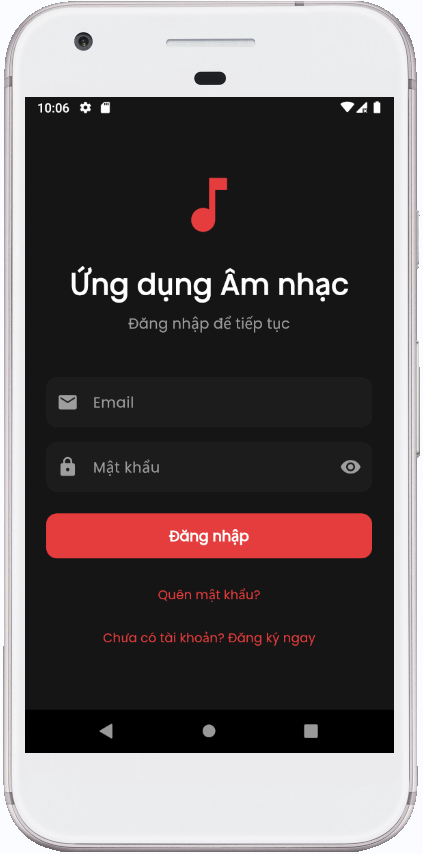 10:06
Ứng dụng Âm nhạc
Đăng nhập để tiếp tục
Email
Mật khẩu
Đăng nhập
Quên mật khẩu?
Chưa có tài khoản? Đăng ký ngay